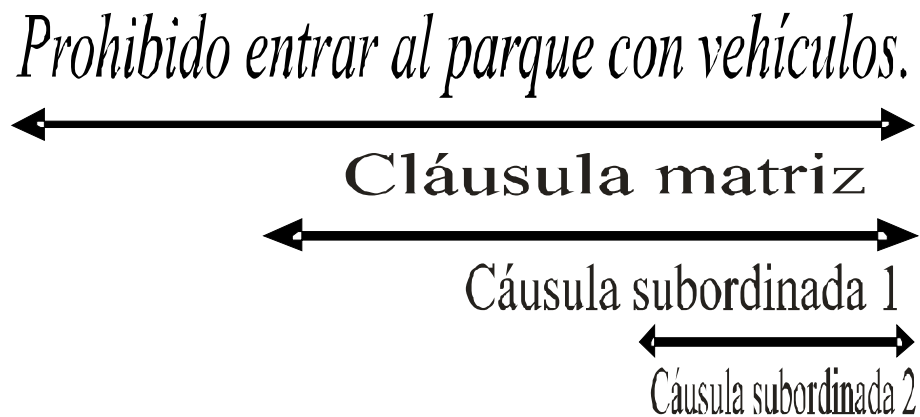 Prohibido entrar al parque con vehículos.
Cláusula matriz
Cáusula subordinada 1
Cáusula subordinada 2